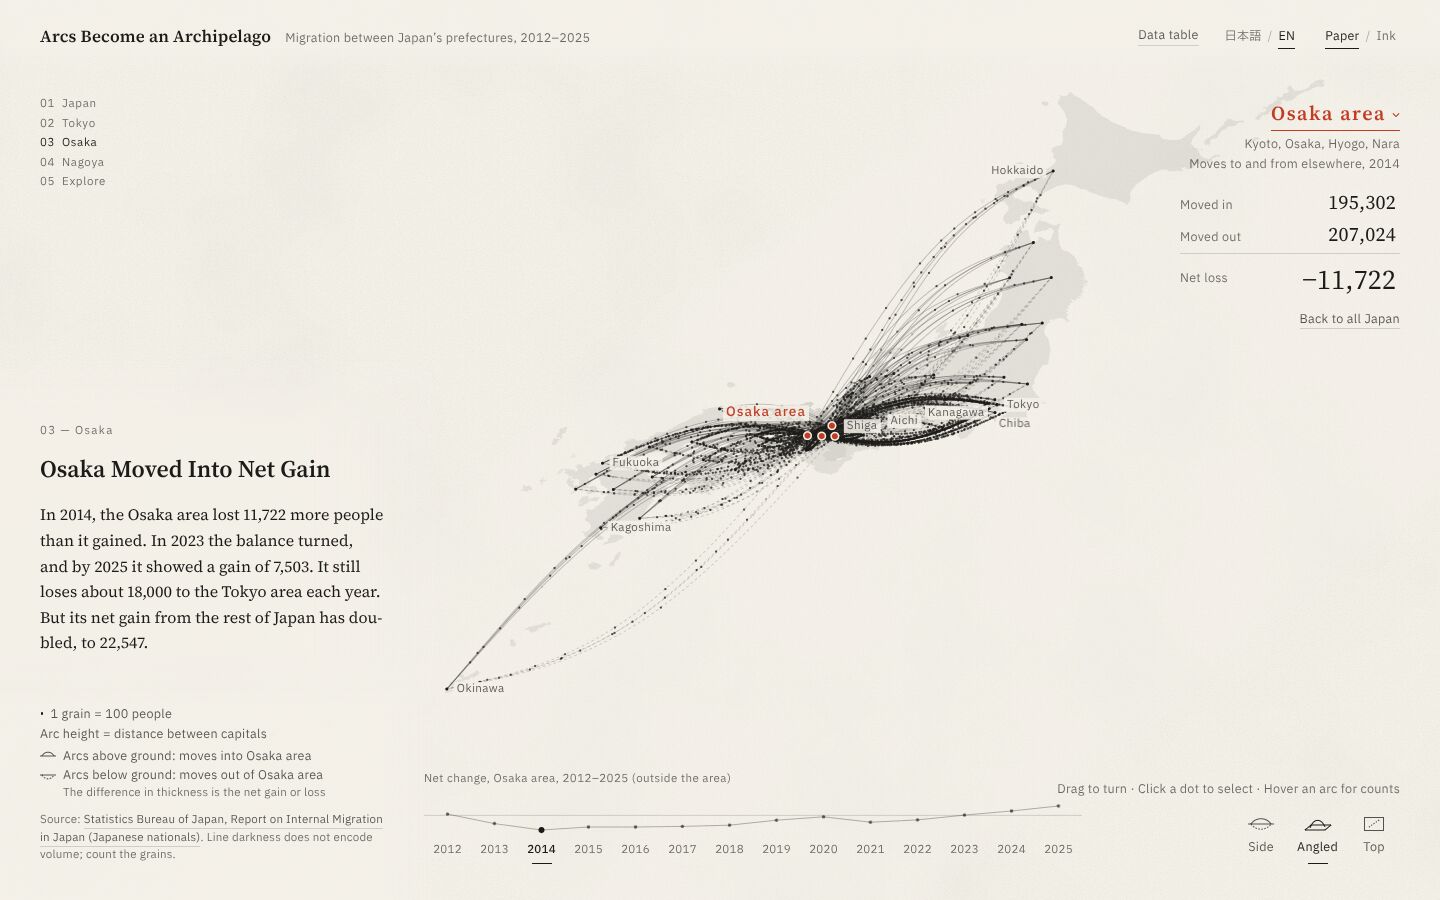 Arcs Become an Archipelago
Migration between Japan’s prefectures, 2012–2025
Data table
日本語 / EN
Paper / Ink
01 Japan
02 Tokyo
03 Osaka
04 Nagoya
05 Explore
Osaka area
Kyoto, Osaka, Hyogo, Nara
Moves to and from elsewhere, 2014
Moved in 195,302
Moved out 207,024
Net loss −11,722
Back to all Japan
Hokkaido
Osaka area
Shiga
Aichi
Kanagawa
Tokyo
Chiba
Fukuoka
Kagoshima
Okinawa
03 — Osaka
Osaka Moved Into Net Gain
In 2014, the Osaka area lost 11,722 more people
than it gained. In 2023 the balance turned,
and by 2025 it showed a gain of 7,503. It still
loses about 18,000 to the Tokyo area each year.
But its net gain from the rest of Japan has dou-
bled, to 22,547.
1 grain = 100 people
Arc height = distance between capitals
Arcs above ground: moves into Osaka area
Arcs below ground: moves out of Osaka area
The difference in thickness is the net gain or loss
Source: Statistics Bureau of Japan, Report on Internal Migration
in Japan (Japanese nationals). Line darkness does not encode
volume; count the grains.
Net change, Osaka area, 2012–2025 (outside the area)
2012 2013 2014 2015 2016 2017 2018 2019 2020 2021 2022 2023 2024 2025
Drag to turn · Click a dot to select · Hover an arc for counts
Side Angled Top